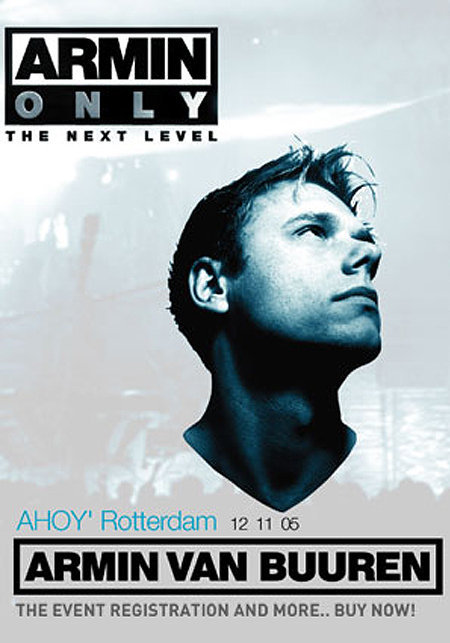 ARMIN
ONLY
THE NEXT LEVEL
AHOY' Rotterdam 12 11 05
ARMIN VAN BUUREN
THE EVENT REGISTRATION AND MORE.. BUY NOW!